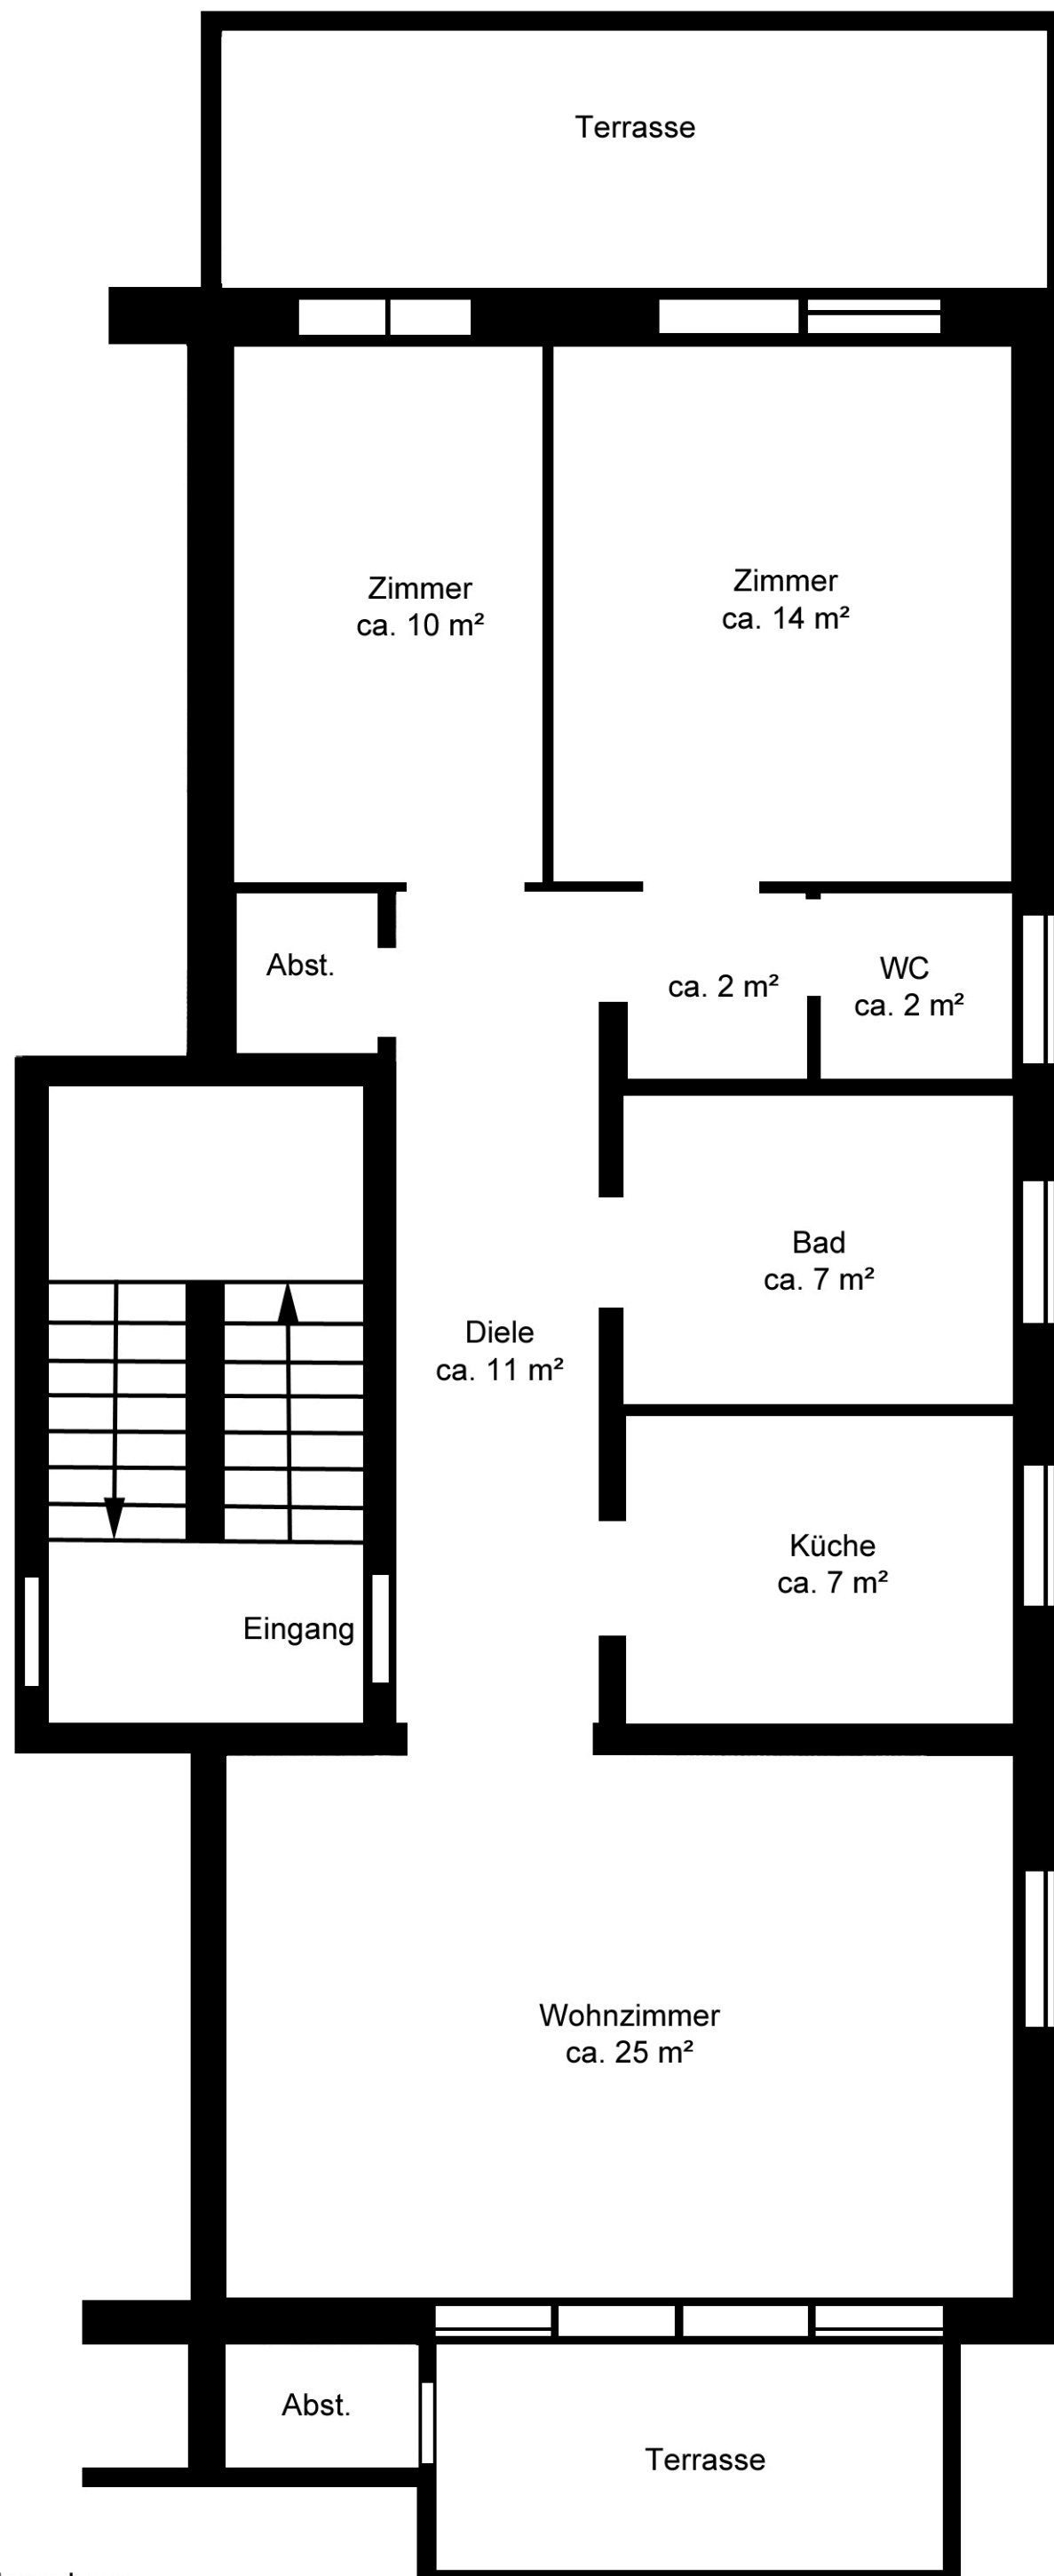 Terrasse
Zimmer
ca. 10 m²
Zimmer
ca. 14 m²
Abst.
ca. 2 m²
WC
ca. 2 m²
Bad
ca. 7 m²
Diele
ca. 11 m²
Küche
ca. 7 m²
Eingang
Wohnzimmer
ca. 25 m²
Abst.
Terrasse